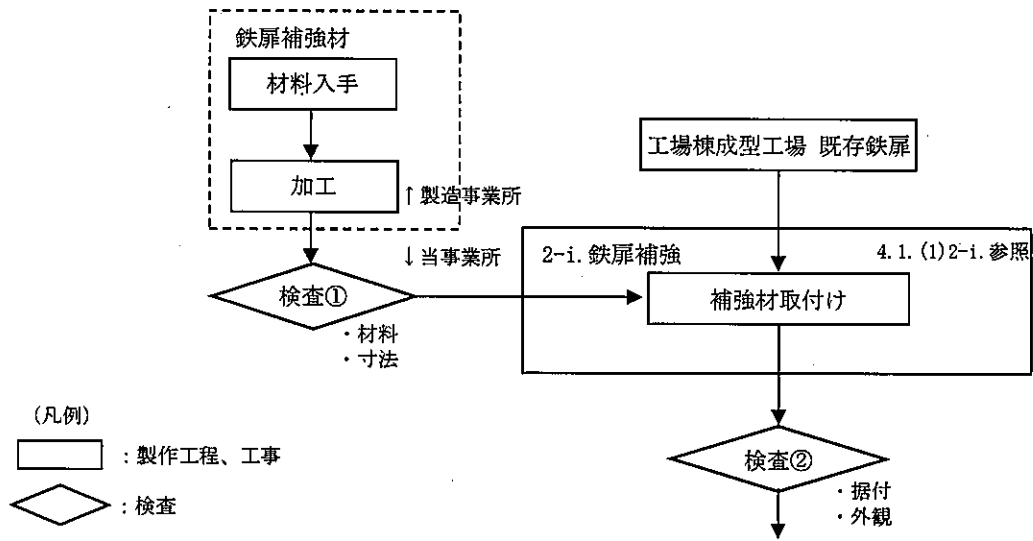 鉄扉補強材
材料入手
加工
↑製造事業所
↓当事業所
検査①
・材料
・寸法
工場棟成型工場 既存鉄扉
2-i.鉄扉補強
4.1.(1)2-i.参照
補強材取付け
検査②
・据付
・外観
(凡例)
:製作工程、工事
:検査